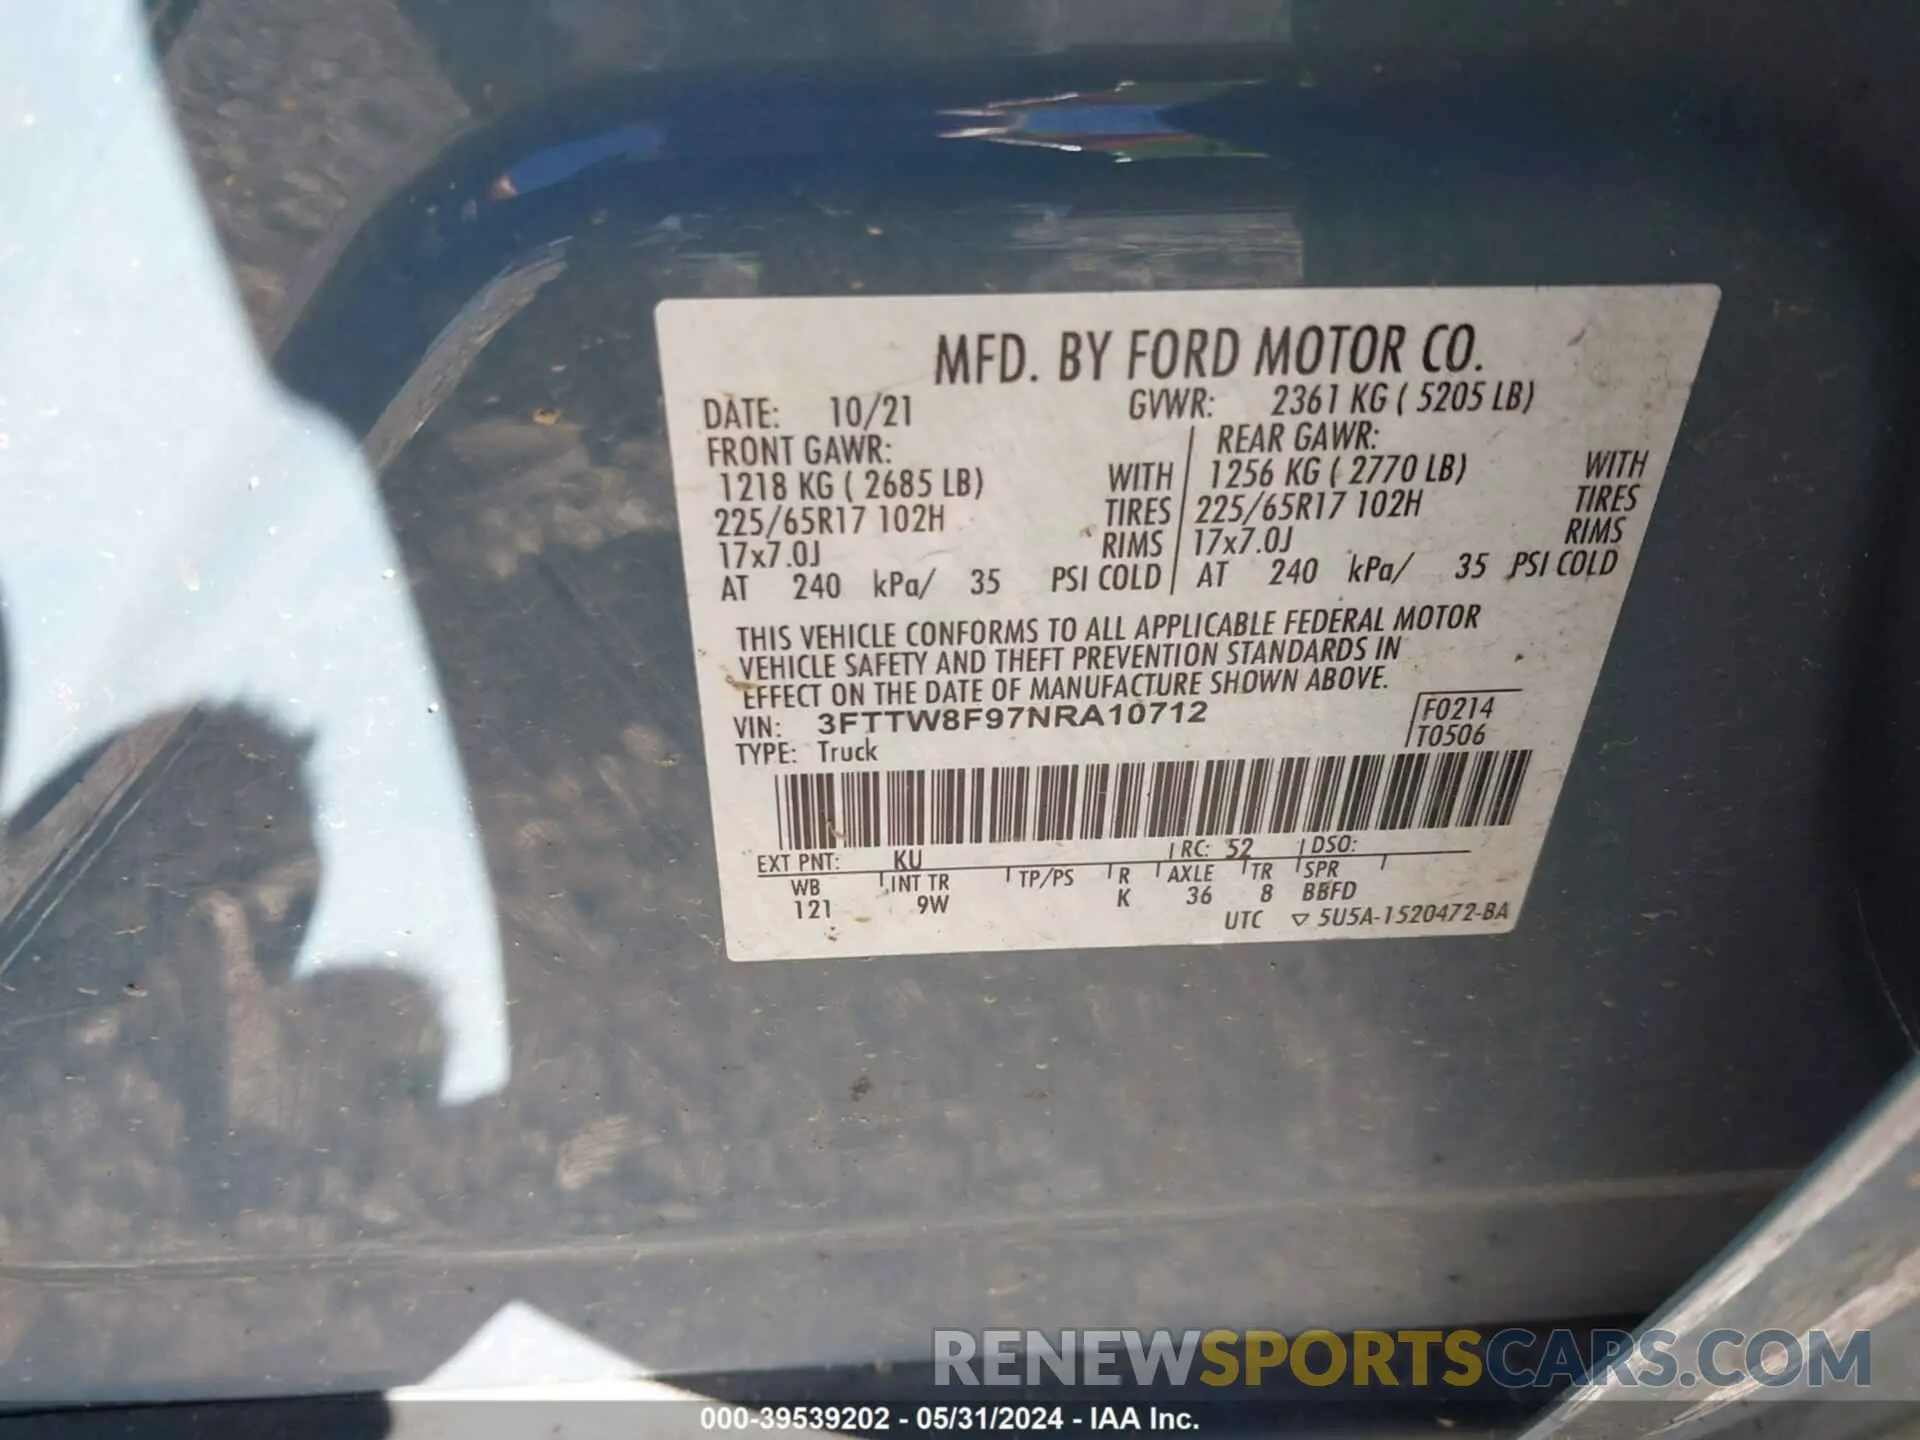 MFD. BY FORD MOTOR CO.
DATE: 10/21 GVWR: 2361 KG ( 5205 LB)
FRONT GAWR: REAR GAWR:
1218 KG ( 2685 LB) WITH 1256 KG ( 2770 LB) WITH
225/65R17 102H TIRES 225/65R17 102H TIRES
17x7.0J RIMS 17x7.0J RIMS
AT 240 kPa/ 35 PSI COLD AT 240 kPa/ 35 PSI COLD
THIS VEHICLE CONFORMS TO ALL APPLICABLE FEDERAL MOTOR
VEHICLE SAFETY AND THEFT PREVENTION STANDARDS IN
EFFECT ON THE DATE OF MANUFACTURE SHOWN ABOVE.
VIN: 3FTTW8F97NRA10712 F0214
TYPE: Truck T0506
EXT PNT: KU RC: 52 DSO:
WB INT TR TP/PS R AXLE TR SPR
121 9W K 36 8 BBFD
UTC ▽ 5U5A-1520472-BA
RENEWSPORTSCARS.COM
000-39539202 - 05/31/2024 - IAA Inc.